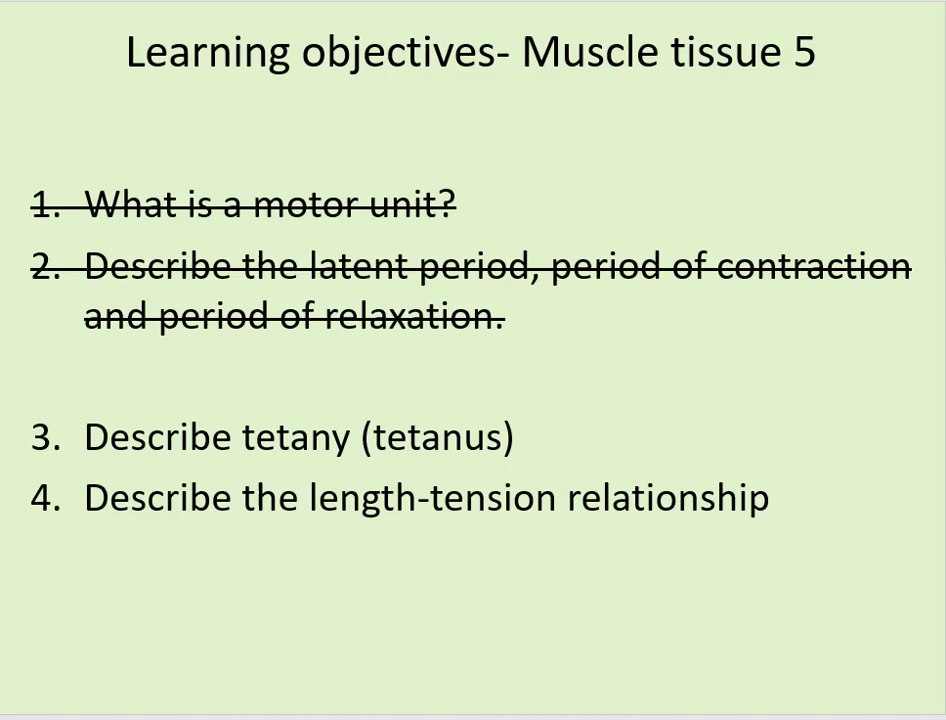 Learning objectives- Muscle tissue 5
1. What is a motor unit?
2. Describe the latent period, period of contraction
and period of relaxation.
3. Describe tetany (tetanus)
4. Describe the length-tension relationship